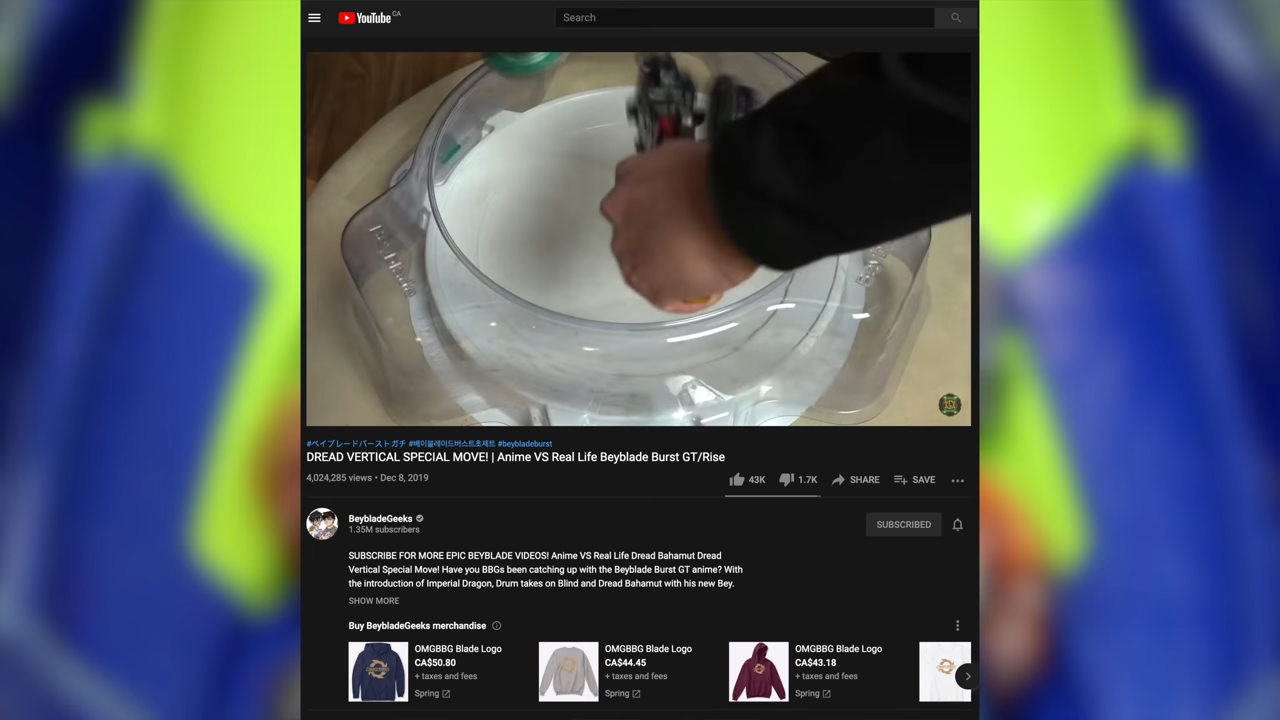 YouTube CA
Search
BEYBLADE
#ベイブレードバーストガチ #베이블레이드버스트초제트 #beybladeburst
DREAD VERTICAL SPECIAL MOVE! | Anime VS Real Life Beyblade Burst GT/Rise
4,024,285 views • Dec 8, 2019
43K
1.7K
SHARE
SAVE
BeybladeGeeks
1.35M subscribers
SUBSCRIBED
SUBSCRIBE FOR MORE EPIC BEYBLADE VIDEOS! Anime VS Real Life Dread Bahamut Dread
Vertical Special Move! Have you BBGs been catching up with the Beyblade Burst GT anime? With
the introduction of Imperial Dragon, Drum takes on Blind and Dread Bahamut with his new Bey.
SHOW MORE
Buy BeybladeGeeks merchandise
OMGBBG Blade Logo
CA$50.80
+ taxes and fees
Spring
OMGBBG Blade Logo
CA$44.45
+ taxes and fees
Spring
OMGBBG Blade Logo
CA$43.18
+ taxes and fees
Spring